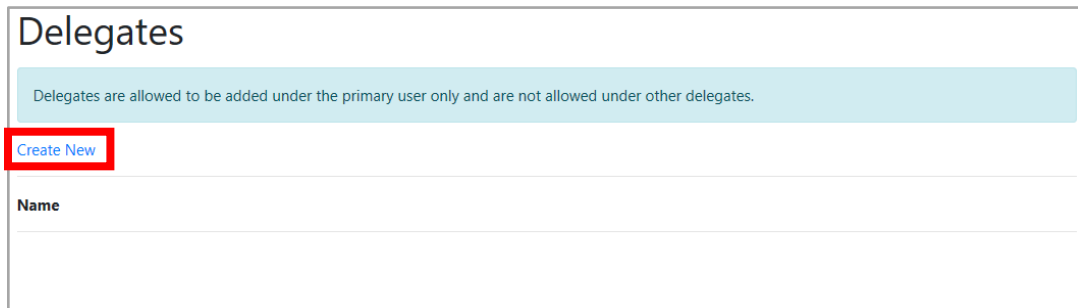 Delegates
Delegates are allowed to be added under the primary user only and are not allowed under other delegates.
Create New
Name